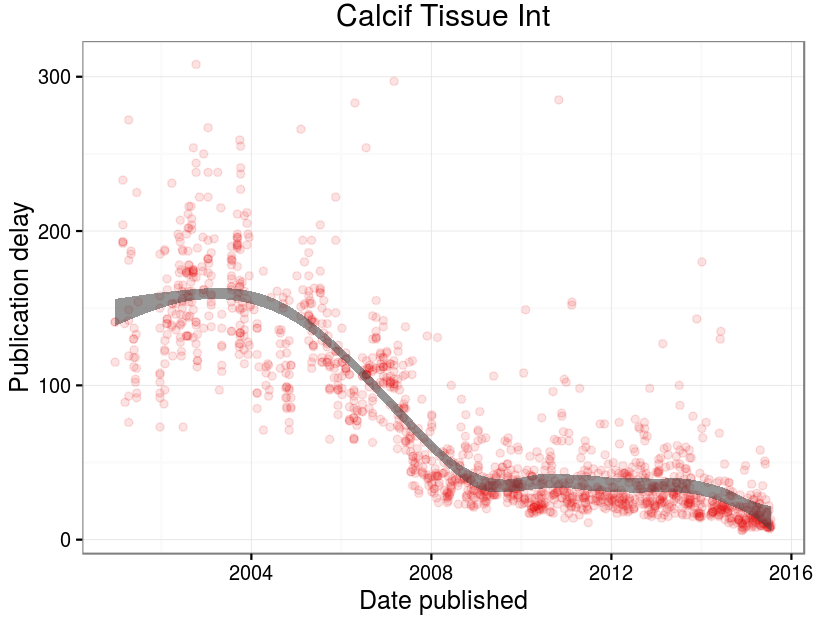 Calcif Tissue Int
Publication delay
300
200
100
0
2004 2008 2012 2016
Date published